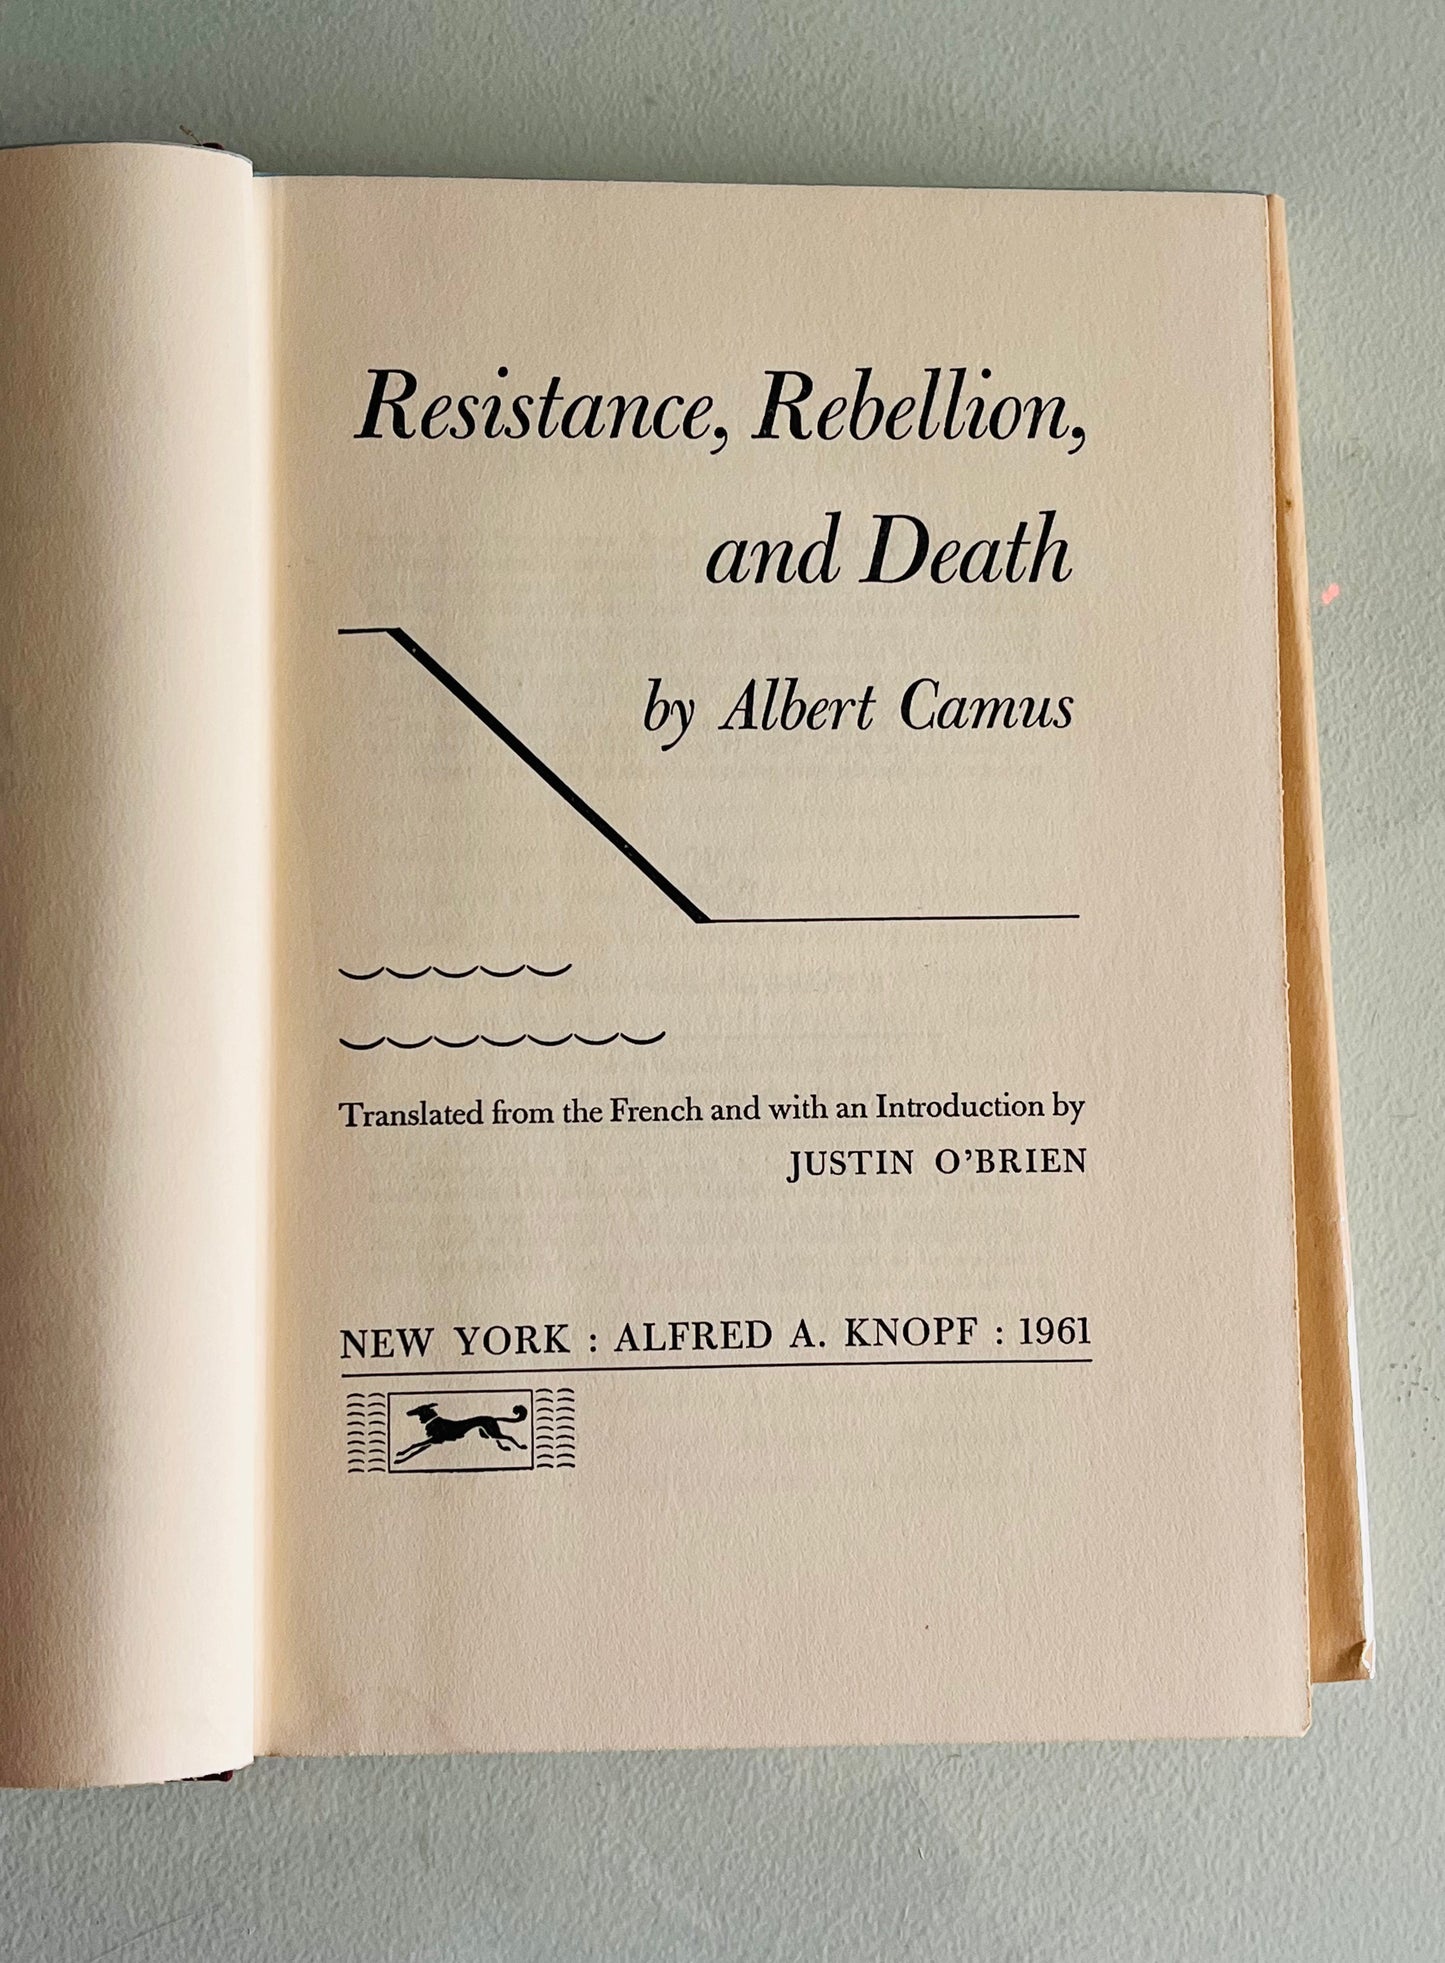 Resistance, Rebellion,
and Death
by Albert Camus
Translated from the French and with an Introduction by
JUSTIN O’BRIEN
NEW YORK : ALFRED A. KNOPF : 1961